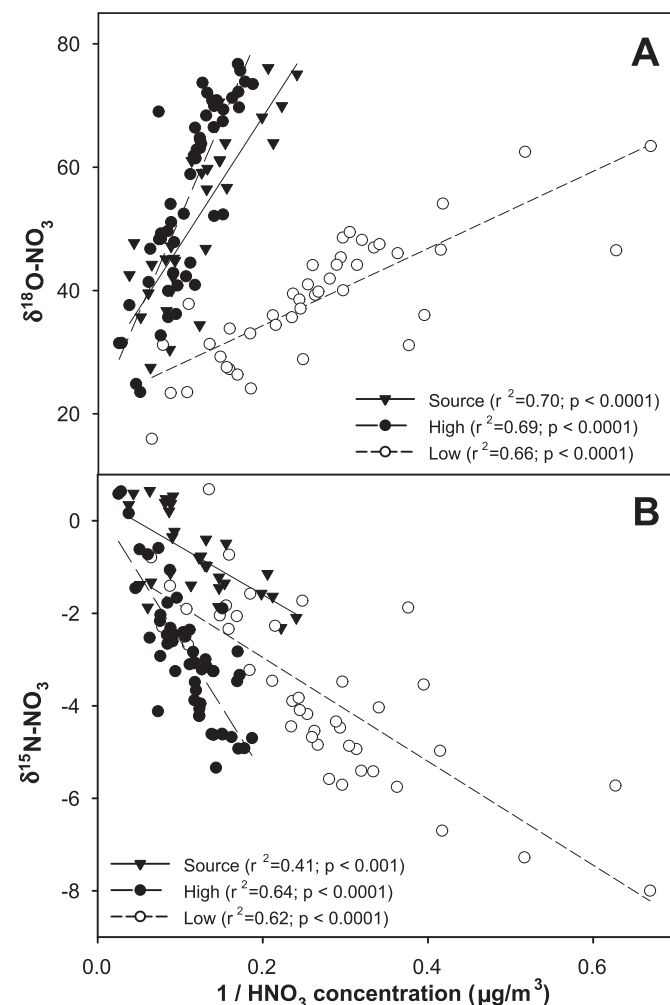 80
A
60
40
20
δ18O-NO3
Source (r 2=0.70; p < 0.0001)
High (r 2=0.69; p < 0.0001)
Low (r 2=0.66; p < 0.0001)
B
0
-2
-4
-6
-8
δ15N-NO3
Source (r 2=0.41; p < 0.001)
High (r 2=0.64; p < 0.0001)
Low (r 2=0.62; p < 0.0001)
0.0 0.2 0.4 0.6
1 / HNO3 concentration (µg/m3)